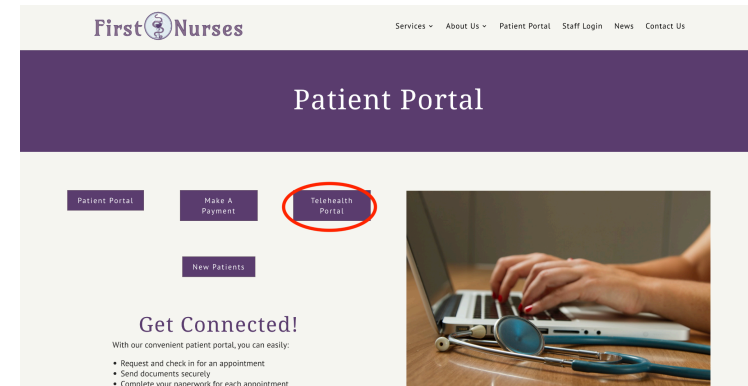 First Nurses
Services About Us Patient Portal Staff Login News Contact Us
Patient Portal
Patient Portal
Make A
Payment
Telehealth
Portal
New Patients
Get Connected!
With our convenient patient portal, you can easily:
• Request and check in for an appointment
• Send documents securely
• Complete your paperwork for each appointment